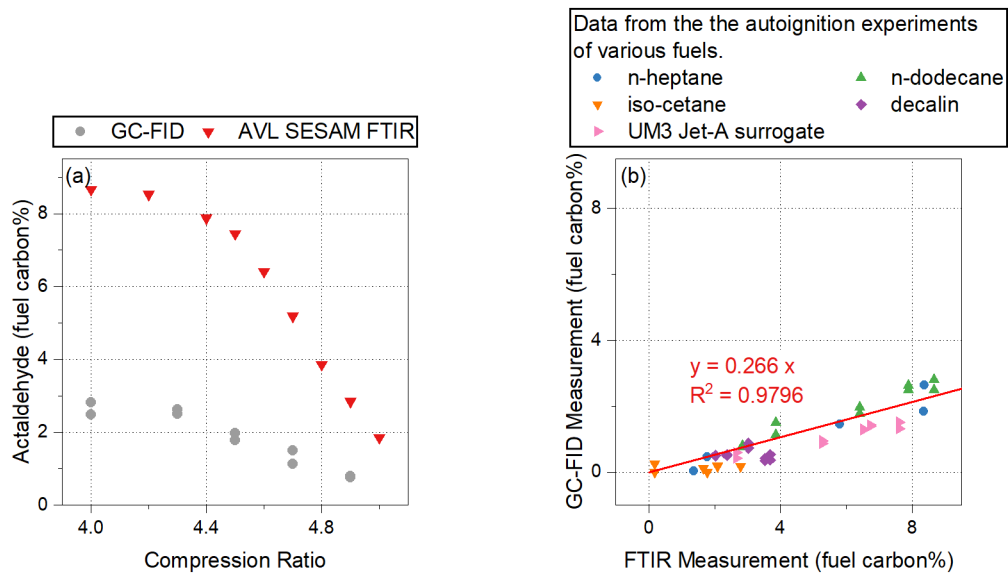 Data from the the autoignition experiments
of various fuels.
n-heptane
n-dodecane
iso-cetane
decalin
UM3 Jet-A surrogate
GC-FID
AVL SESAM FTIR
(a)
8
6
4
2
0
4.0
4.4
4.8
Actaldehyde (fuel carbon%)
Compression Ratio
(b)
8
4
0
0
4
8
y = 0.266 x
R² = 0.9796
GC-FID Measurement (fuel carbon%)
FTIR Measurement (fuel carbon%)